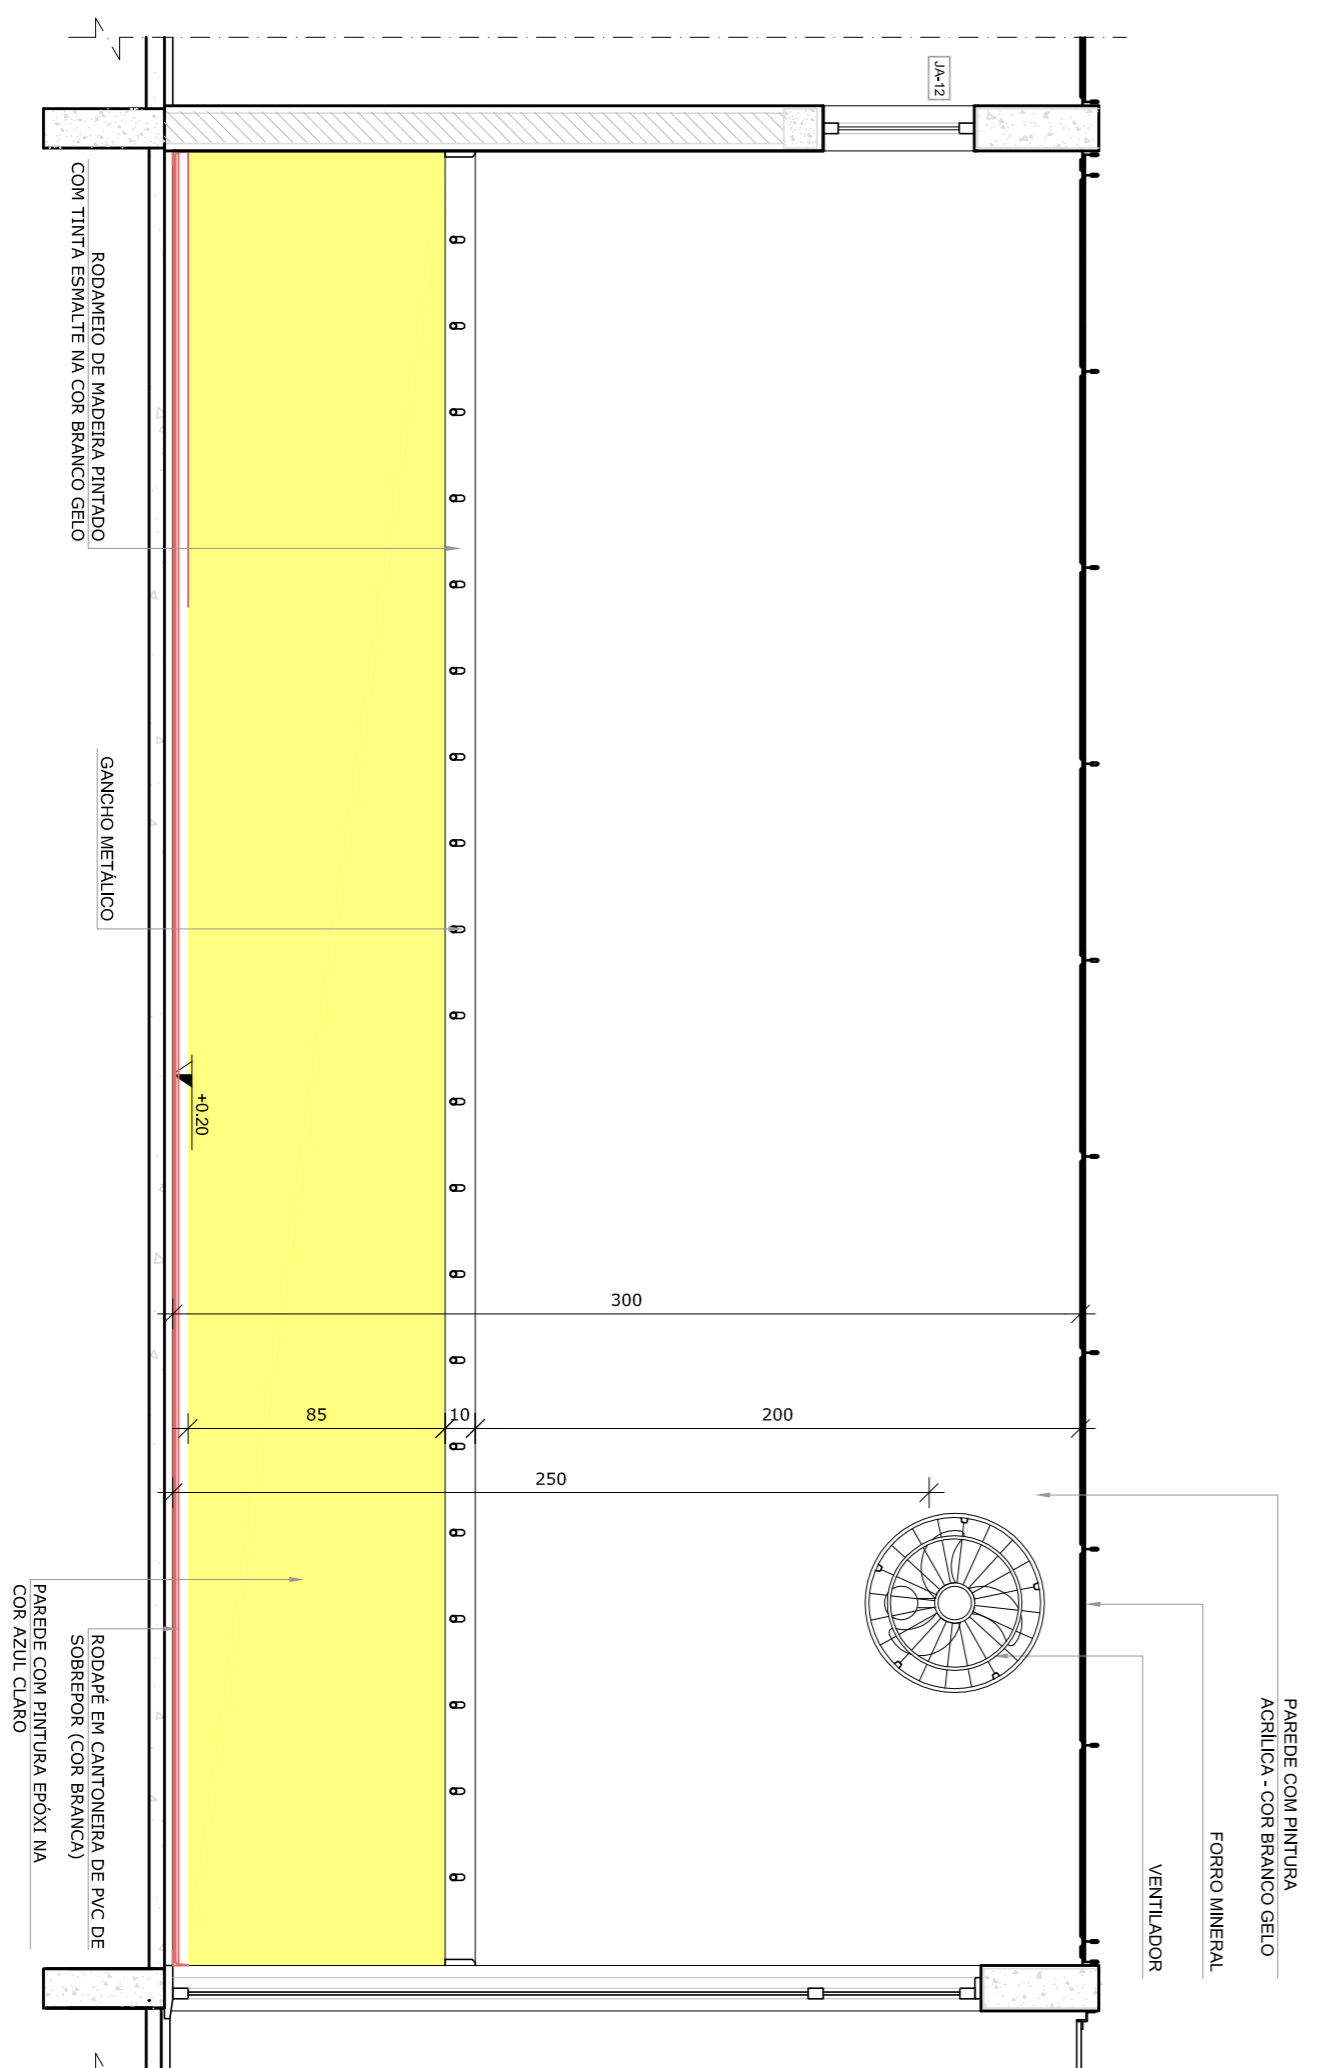 JA-12
300
85
10
200
250
+0.20
RODAMEIO DE MADEIRA PINTADO
COM TINTA ESMALTE NA COR BRANCO GELO
GANCHO METÁLICO
PAREDE COM PINTURA
ACRÍLICA - COR BRANCO GELO
FORRO MINERAL
VENTILADOR
RODAPÉ EM CANTONEIRA DE PVC DE
SOBREPOR (COR BRANCA)
PAREDE COM PINTURA EPÓXI NA
COR AZUL CLARO